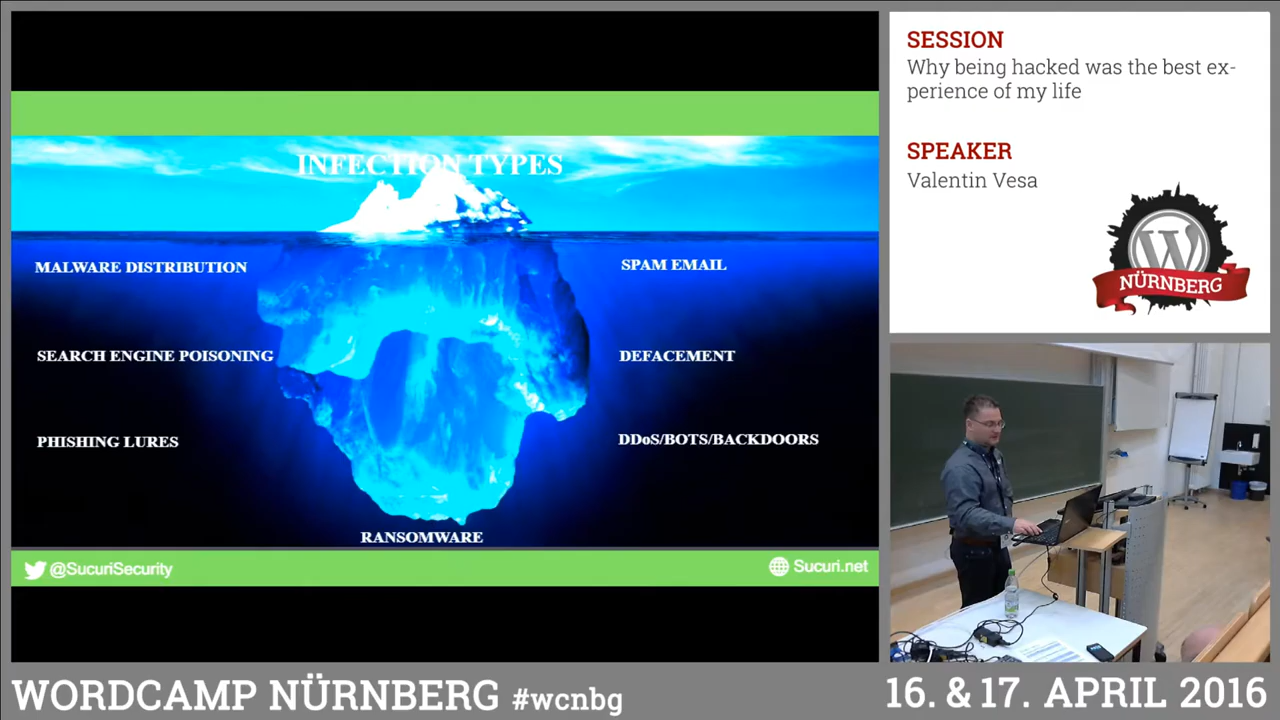 INFECTION TYPES
MALWARE DISTRIBUTION
SPAM EMAIL
SEARCH ENGINE POISONING
DEFACEMENT
PHISHING LURES
DDoS/BOTS/BACKDOORS
RANSOMWARE
@SucuriSecurity
Sucuri.net
SESSION
Why being hacked was the best ex-
perience of my life
SPEAKER
Valentin Vesa
W
NÜRNBERG
WORDCAMP NÜRNBERG #wcnbg
16. & 17. APRIL 2016